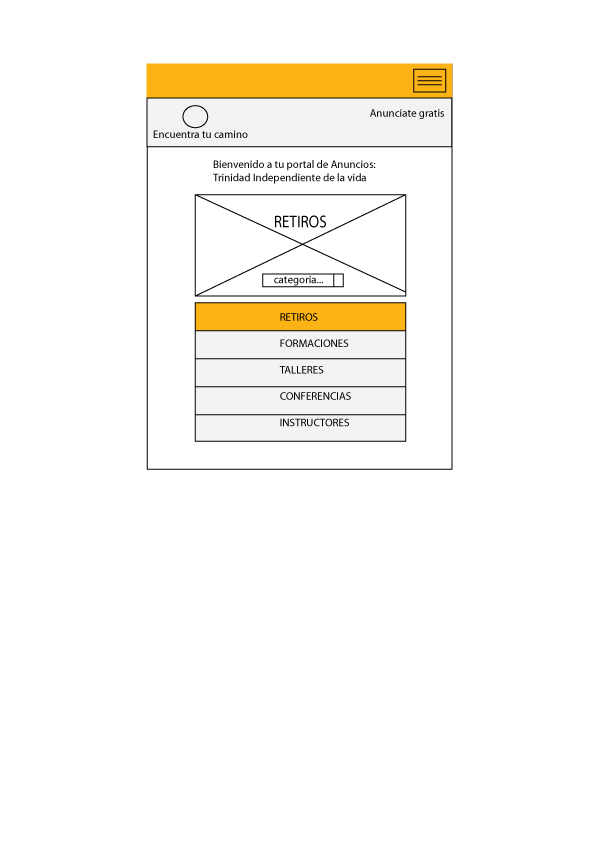 Anunciate gratis
Encuentra tu camino
Bienvenido a tu portal de Anuncios:
Trinidad Independiente de la vida
RETIROS
categoria...
RETIROS
FORMACIONES
TALLERES
CONFERENCIAS
INSTRUCTORES